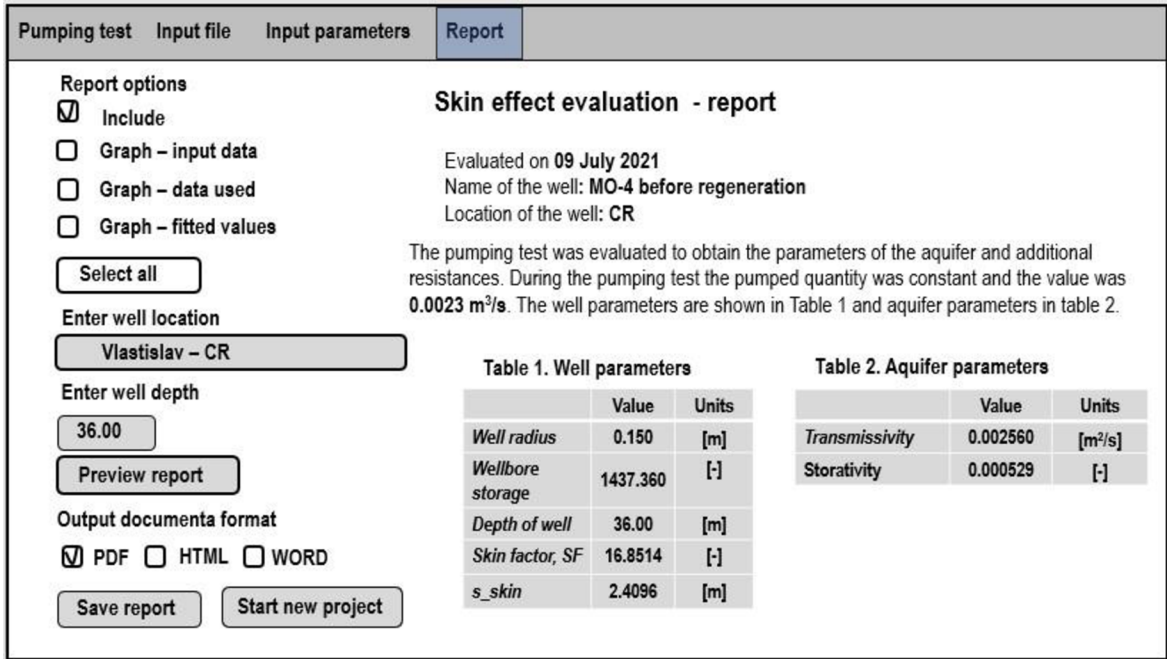 Pumping test Input file Input parameters Report
Report options
Include
Graph – input data
Graph – data used
Graph – fitted values
Select all
Enter well location
Vlastislav – CR
Enter well depth
36.00
Preview report
Output documenta format
PDF HTML WORD
Save report Start new project
Skin effect evaluation - report
Evaluated on 09 July 2021
Name of the well: MO-4 before regeneration
Location of the well: CR
The pumping test was evaluated to obtain the parameters of the aquifer and additional
resistances. During the pumping test the pumped quantity was constant and the value was
0.0023 m³/s. The well parameters are shown in Table 1 and aquifer parameters in table 2.
Table 1. Well parameters
Value Units
Well radius 0.150 [m]
Wellbore
storage 1437.360 [-]
Depth of well 36.00 [m]
Skin factor, SF 16.8514 [-]
s_skin 2.4096 [m]
Table 2. Aquifer parameters
Value Units
Transmissivity 0.002560 [m²/s]
Storativity 0.000529 [-]